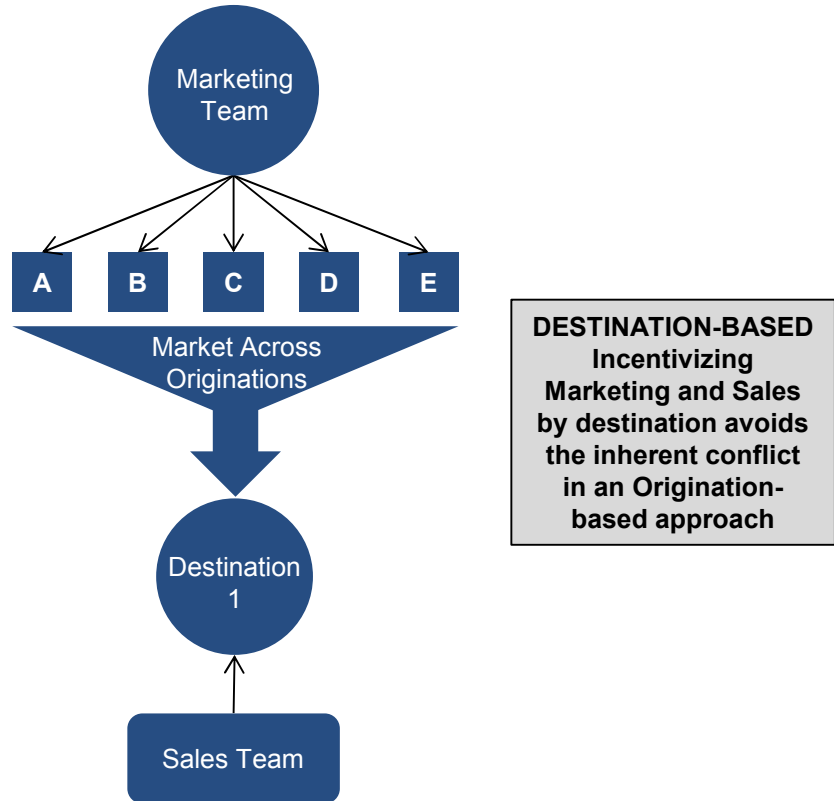 Marketing
Team
A
B
C
D
E
Market Across
Originations
DESTINATION-BASED
Incentivizing
Marketing and Sales
by destination avoids
the inherent conflict
in an Origination-
based approach
Destination
1
Sales Team